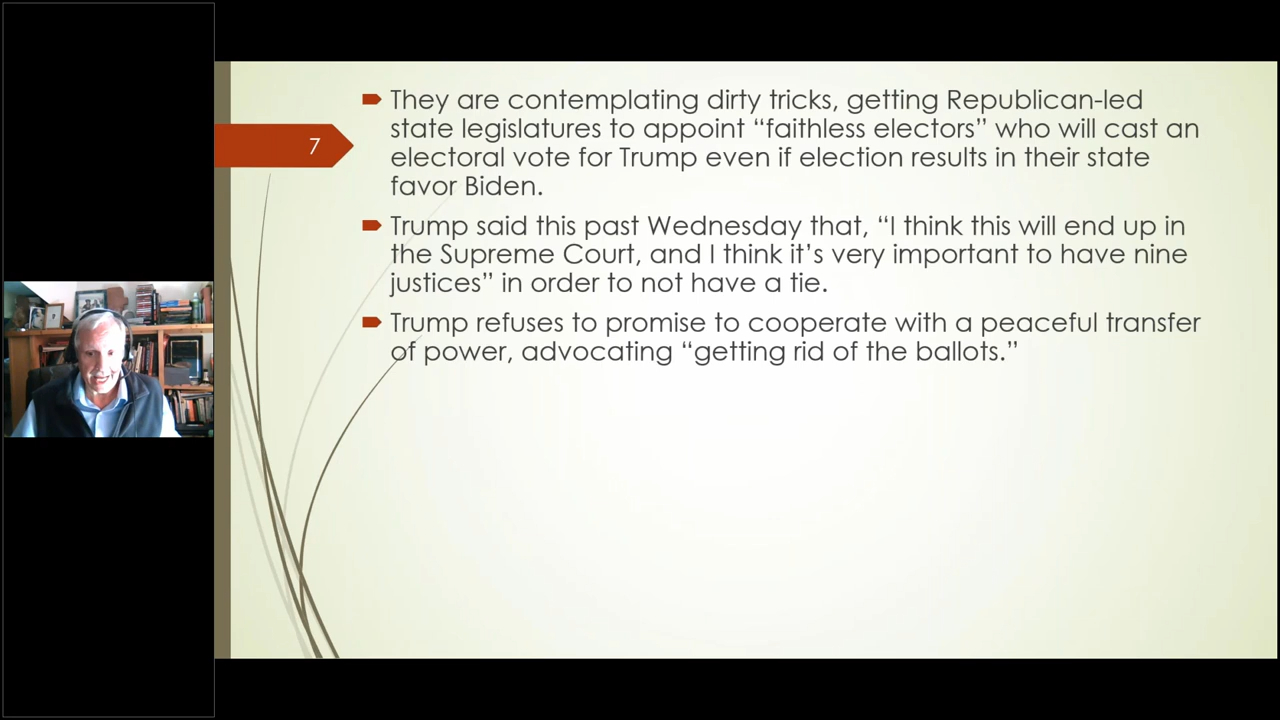 7
They are contemplating dirty tricks, getting Republican-led
state legislatures to appoint “faithless electors” who will cast an
electoral vote for Trump even if election results in their state
favor Biden.
Trump said this past Wednesday that, “I think this will end up in
the Supreme Court, and I think it’s very important to have nine
justices” in order to not have a tie.
Trump refuses to promise to cooperate with a peaceful transfer
of power, advocating “getting rid of the ballots.”